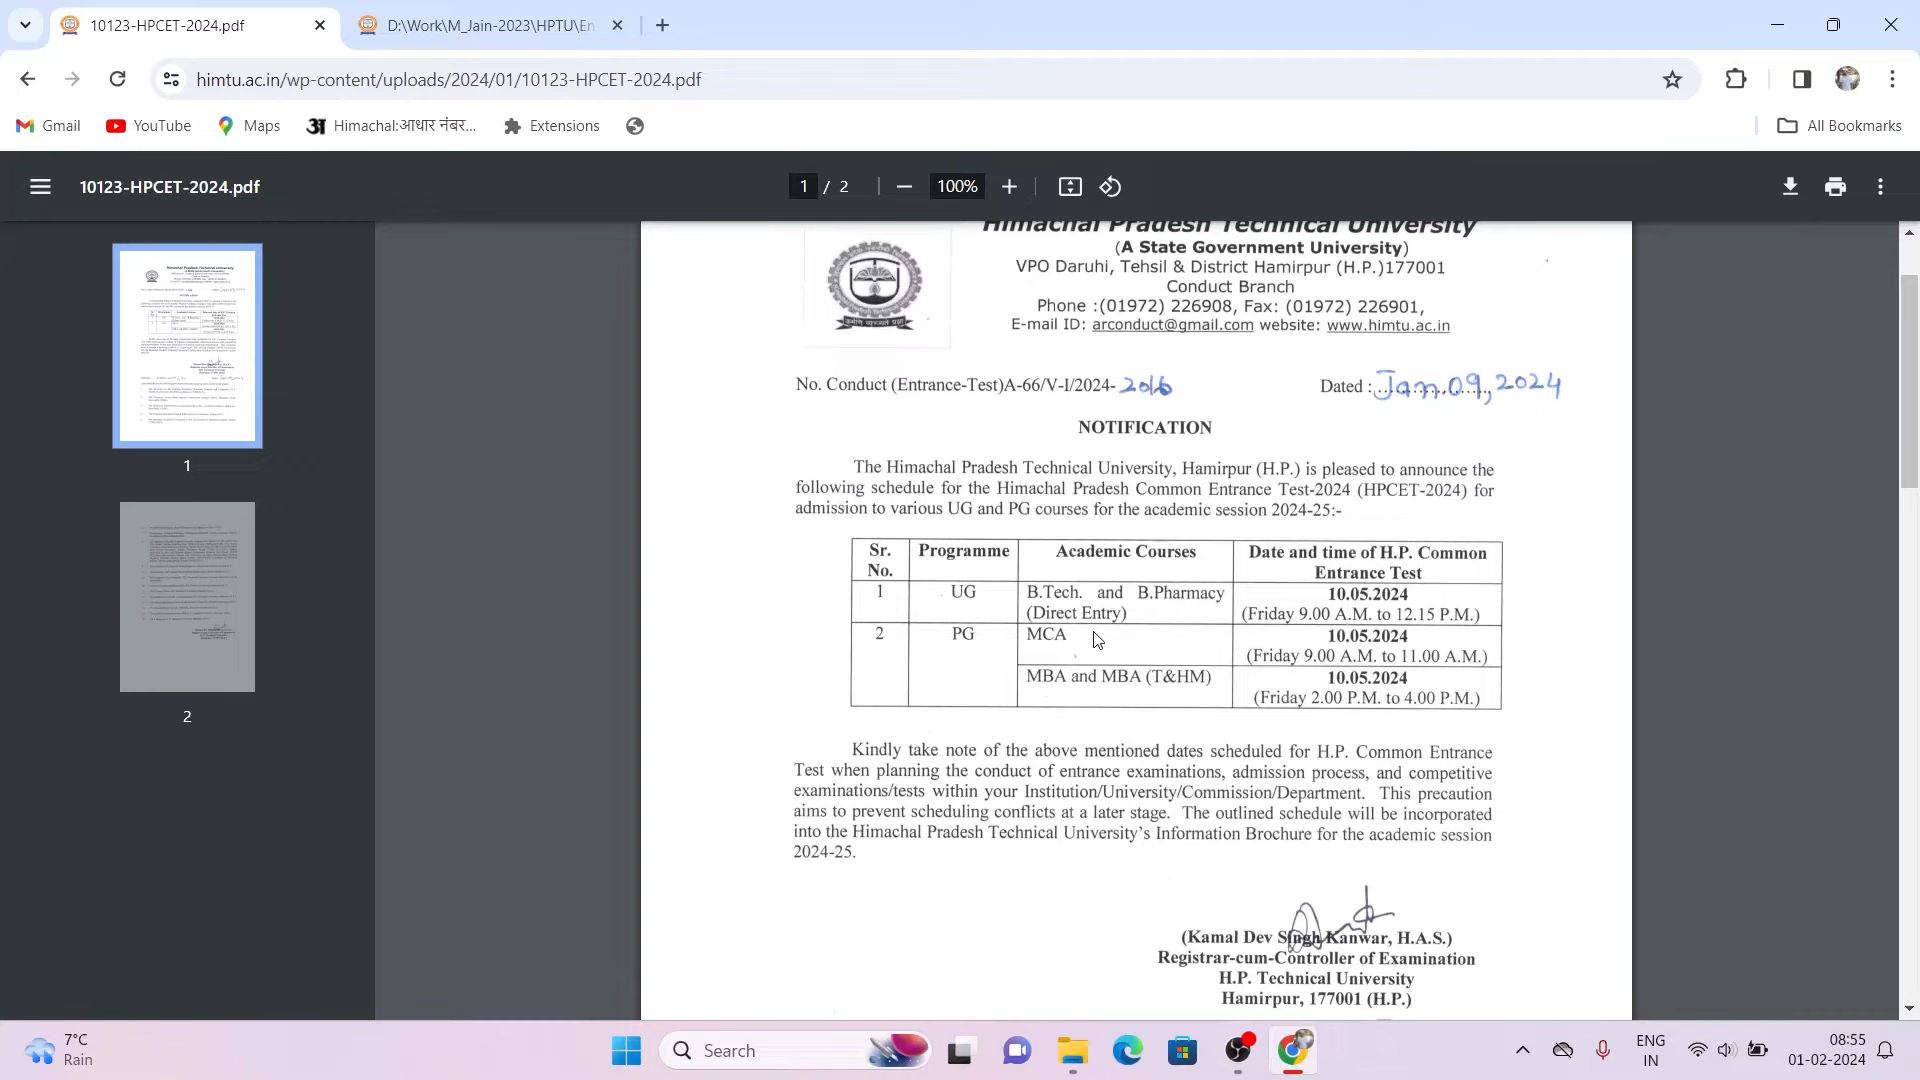 10123-HPCET-2024.pdf
D:\Work\M_Jain-2023\HPTU\En
himtu.ac.in/wp-content/uploads/2024/01/10123-HPCET-2024.pdf
Gmail YouTube Maps Himachal:आधार नंबर... Extensions All Bookmarks
10123-HPCET-2024.pdf 1 / 2 100%
1
2
Himachal Pradesh Technical University
(A State Government University)
VPO Daruhi, Tehsil & District Hamirpur (H.P.)177001
Conduct Branch
Phone :(01972) 226908, Fax: (01972) 226901,
E-mail ID: arconduct@gmail.com website: www.himtu.ac.in
No. Conduct (Entrance-Test)A-66/V-I/2024- 2016 Dated : Jan. 09, 2024
NOTIFICATION
The Himachal Pradesh Technical University, Hamirpur (H.P.) is pleased to announce the
following schedule for the Himachal Pradesh Common Entrance Test-2024 (HPCET-2024) for
admission to various UG and PG courses for the academic session 2024-25:-
Sr. No. Programme Academic Courses Date and time of H.P. Common Entrance Test
1 UG B.Tech. and B.Pharmacy (Direct Entry) 10.05.2024 (Friday 9.00 A.M. to 12.15 P.M.)
2 PG MCA 10.05.2024 (Friday 9.00 A.M. to 11.00 A.M.)
MBA and MBA (T&HM) 10.05.2024 (Friday 2.00 P.M. to 4.00 P.M.)
Kindly take note of the above mentioned dates scheduled for H.P. Common Entrance
Test when planning the conduct of entrance examinations, admission process, and competitive
examinations/tests within your Institution/University/Commission/Department. This precaution
aims to prevent scheduling conflicts at a later stage. The outlined schedule will be incorporated
into the Himachal Pradesh Technical University's Information Brochure for the academic session
2024-25.
(Kamal Dev Singh Kanwar, H.A.S.)
Registrar-cum-Controller of Examination
H.P. Technical University
Hamirpur, 177001 (H.P.)
7°C
Rain
Search
ENG
IN
08:55
01-02-2024